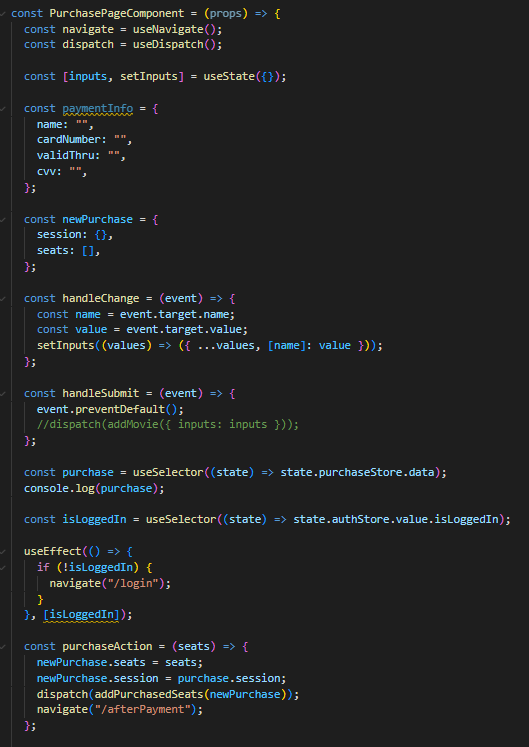 const PurchasePageComponent = (props) => {
  const navigate = useNavigate();
  const dispatch = useDispatch();

  const [inputs, setInputs] = useState({});

  const paymentInfo = {
    name: "",
    cardNumber: "",
    validThru: "",
    cvv: "",
  };

  const newPurchase = {
    session: {},
    seats: [],
  };

  const handleChange = (event) => {
    const name = event.target.name;
    const value = event.target.value;
    setInputs((values) => ({ ...values, [name]: value }));
  };

  const handleSubmit = (event) => {
    event.preventDefault();
    //dispatch(addMovie({ inputs: inputs }));
  };

  const purchase = useSelector((state) => state.purchaseStore.data);
  console.log(purchase);

  const isLoggedIn = useSelector((state) => state.authStore.value.isLoggedIn);

  useEffect(() => {
    if (!isLoggedIn) {
      navigate("/login");
    }
  }, [isLoggedIn]);

  const purchaseAction = (seats) => {
    newPurchase.seats = seats;
    newPurchase.session = purchase.session;
    dispatch(addPurchasedSeats(newPurchase));
    navigate("/afterPayment");
  };